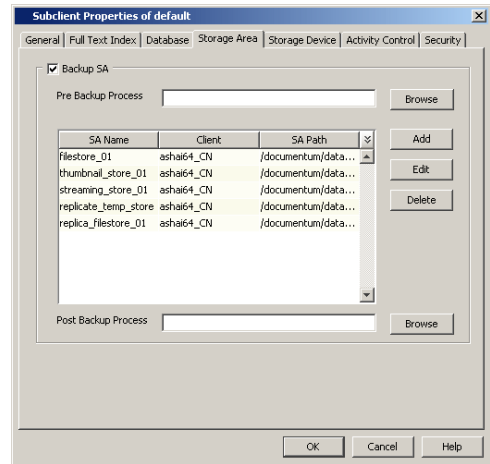 Subclient Properties of default
General Full Text Index Database Storage Area Storage Device Activity Control Security
Backup SA
Pre Backup Process Browse
SA Name Client SA Path Add
filestore_01 ashai64_CN /documentum/data...
thumbnail_store_01 ashai64_CN /documentum/data... Edit
streaming_store_01 ashai64_CN /documentum/data...
replicate_temp_store ashai64_CN /documentum/data... Delete
replica_filestore_01 ashai64_CN /documentum/data...
Post Backup Process Browse
OK Cancel Help